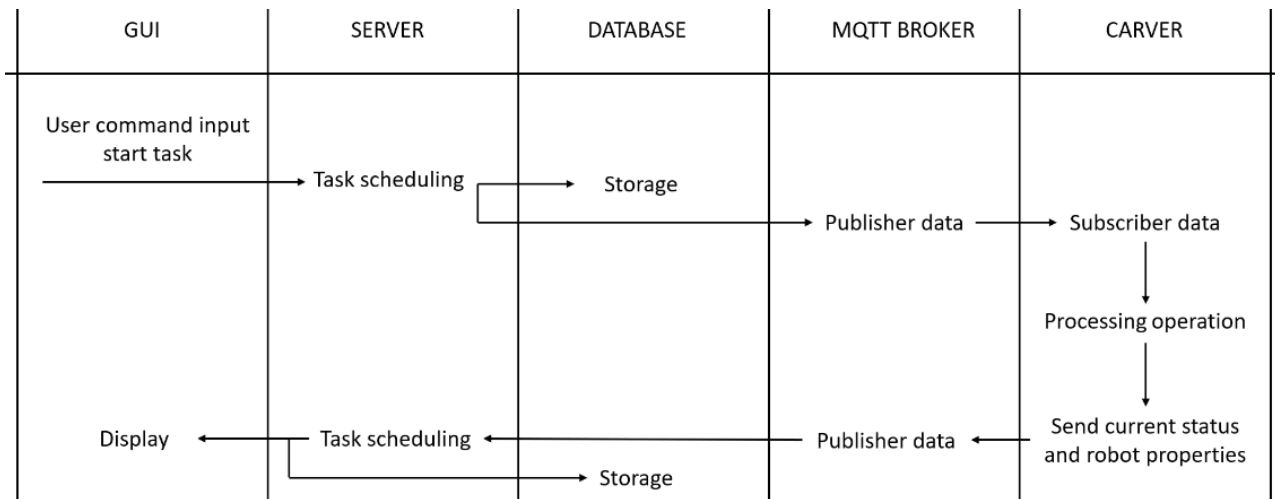 GUI
SERVER
DATABASE
MQTT BROKER
CARVER
User command input
start task
Task scheduling
Storage
Publisher data
Subscriber data
Processing operation
Display
Task scheduling
Publisher data
Send current status
and robot properties
Storage